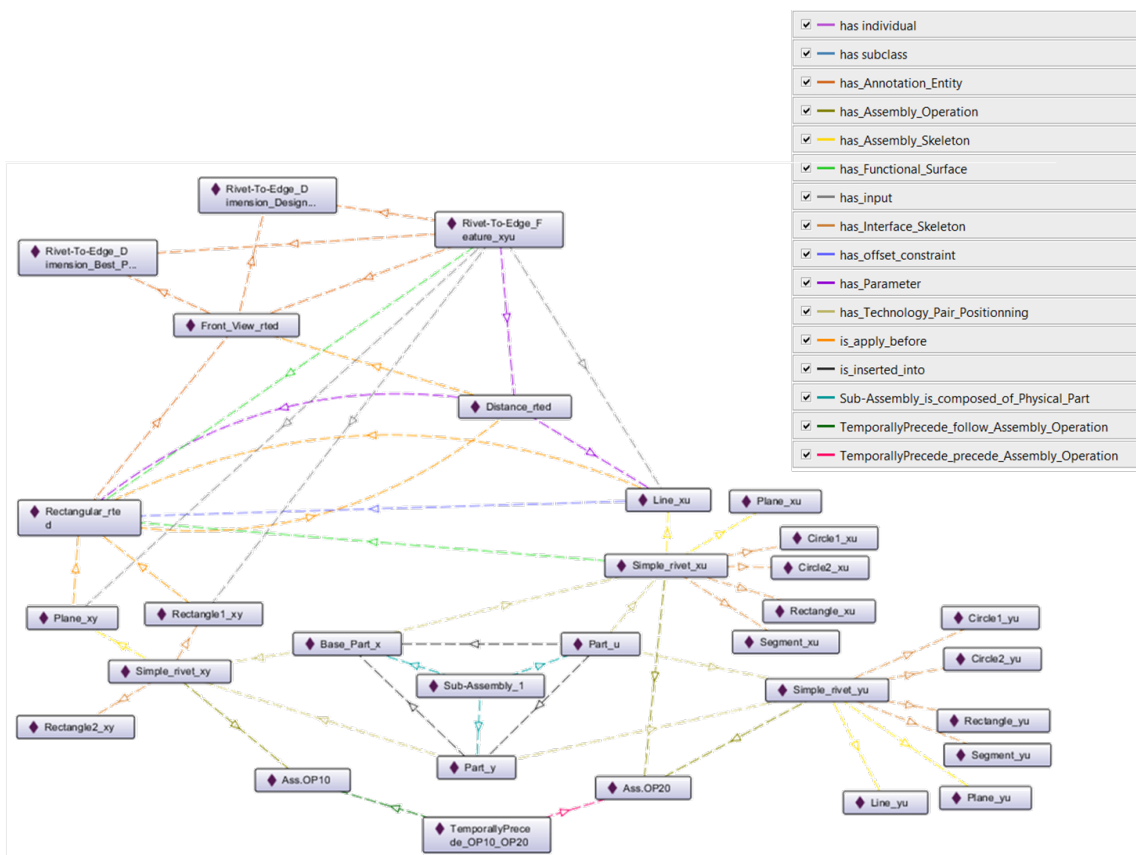 has individual
has subclass
has_Annotation_Entity
has_Assembly_Operation
has_Assembly_Skeleton
has_Functional_Surface
has_input
has_Interface_Skeleton
has_offset_constraint
has_Parameter
has_Technology_Pair_Positionning
is_apply_before
is_inserted_into
Sub-Assembly_is_composed_of_Physical_Part
TemporallyPrecede_follow_Assembly_Operation
TemporallyPrecede_precede_Assembly_Operation
Rivet-To-Edge_D
imension_Design...
Rivet-To-Edge_F
eature_xyu
Rivet-To-Edge_D
imension_Best_P...
Front_View_rted
Distance_rted
Rectangular_rte
d
Line_xu
Plane_xu
Circle1_xu
Simple_rivet_xu
Circle2_xu
Plane_xy
Rectangle1_xy
Rectangle_xu
Circle1_yu
Base_Part_x
Part_u
Segment_xu
Circle2_yu
Simple_rivet_xy
Sub-Assembly_1
Simple_rivet_yu
Rectangle2_xy
Rectangle_yu
Segment_yu
Part_y
Ass.OP10
Ass.OP20
Line_yu
Plane_yu
TemporallyPrece
de_OP10_OP20